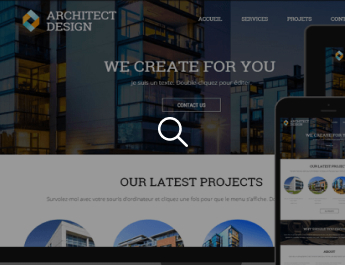 ARCHITECT
DESIGN
ACCUEIL SERVICES PROJETS
WE CREATE FOR YOU
Je suis un texte. Double-cliquez pour éditer.
CONTACT US
OUR LATEST PROJECTS
Survolez-moi avec votre souris d'ordinateur et cliquez une fois pour que le menu s'affiche.
ARCHITECT
DESIGN
WE CREATE FOR YOU
OUR LATEST PROJECTS